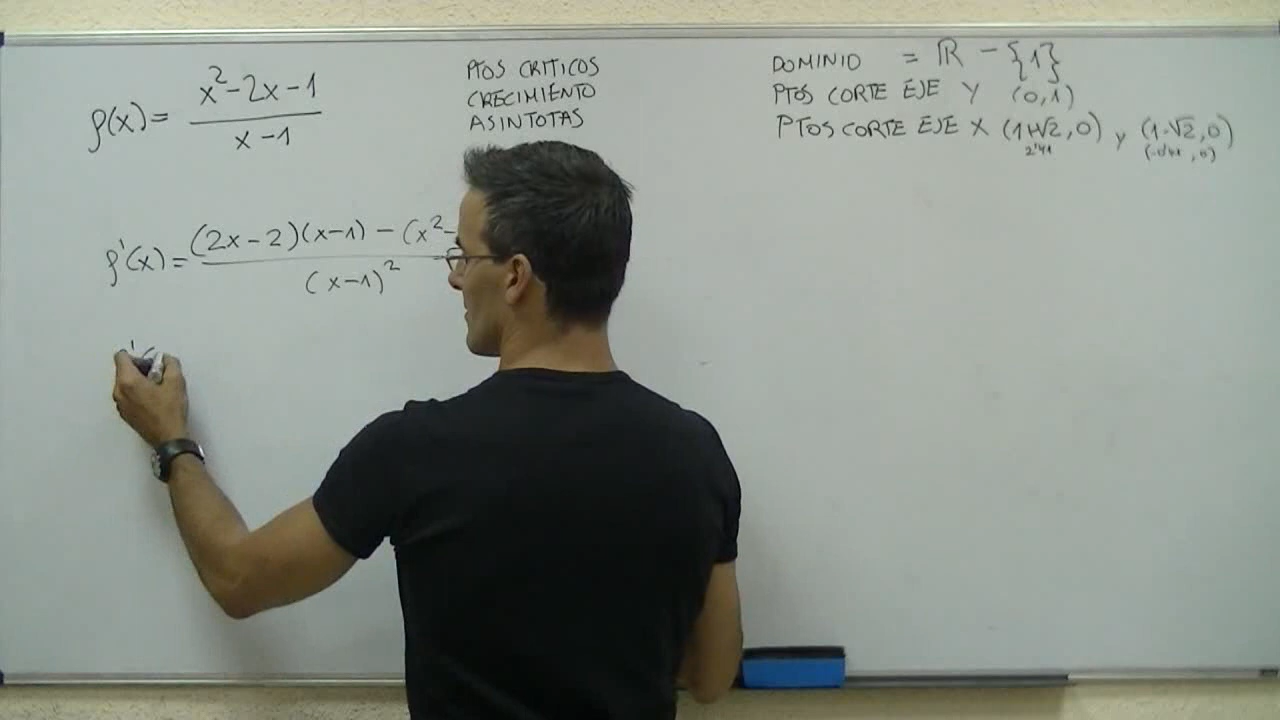 f(x) = x²-2x-1 / x-1
PTOS CRITICOS
CRECIMIENTO
ASINTOTAS
DOMINIO = ℝ - {1}
PTOS CORTE EJE Y (0,1)
PTOS CORTE EJE X (1+√2,0) y (1-√2,0)
2'41 (-0'41, 0)
f'(x) = (2x-2)(x-1) - (x²- / (x-1)²